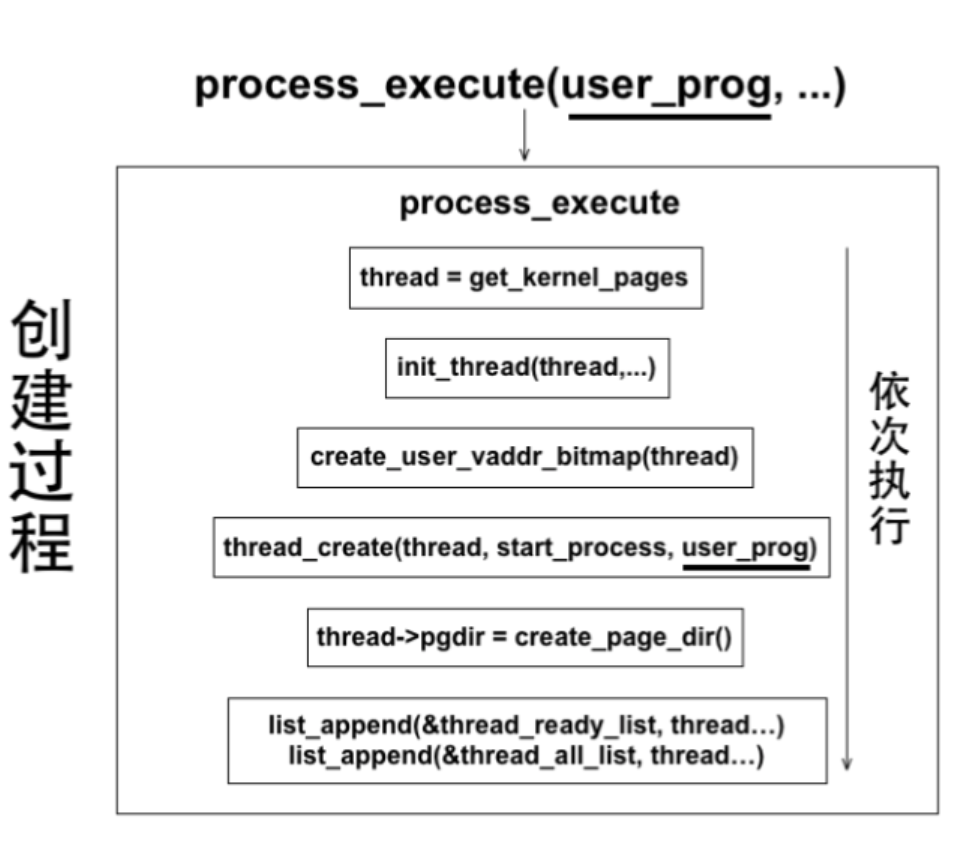 process_execute(user_prog, ...)
process_execute
thread = get_kernel_pages
init_thread(thread,...)
create_user_vaddr_bitmap(thread)
thread_create(thread, start_process, user_prog)
thread->pgdir = create_page_dir()
list_append(&thread_ready_list, thread...)
list_append(&thread_all_list, thread...)
创建过程
依次执行